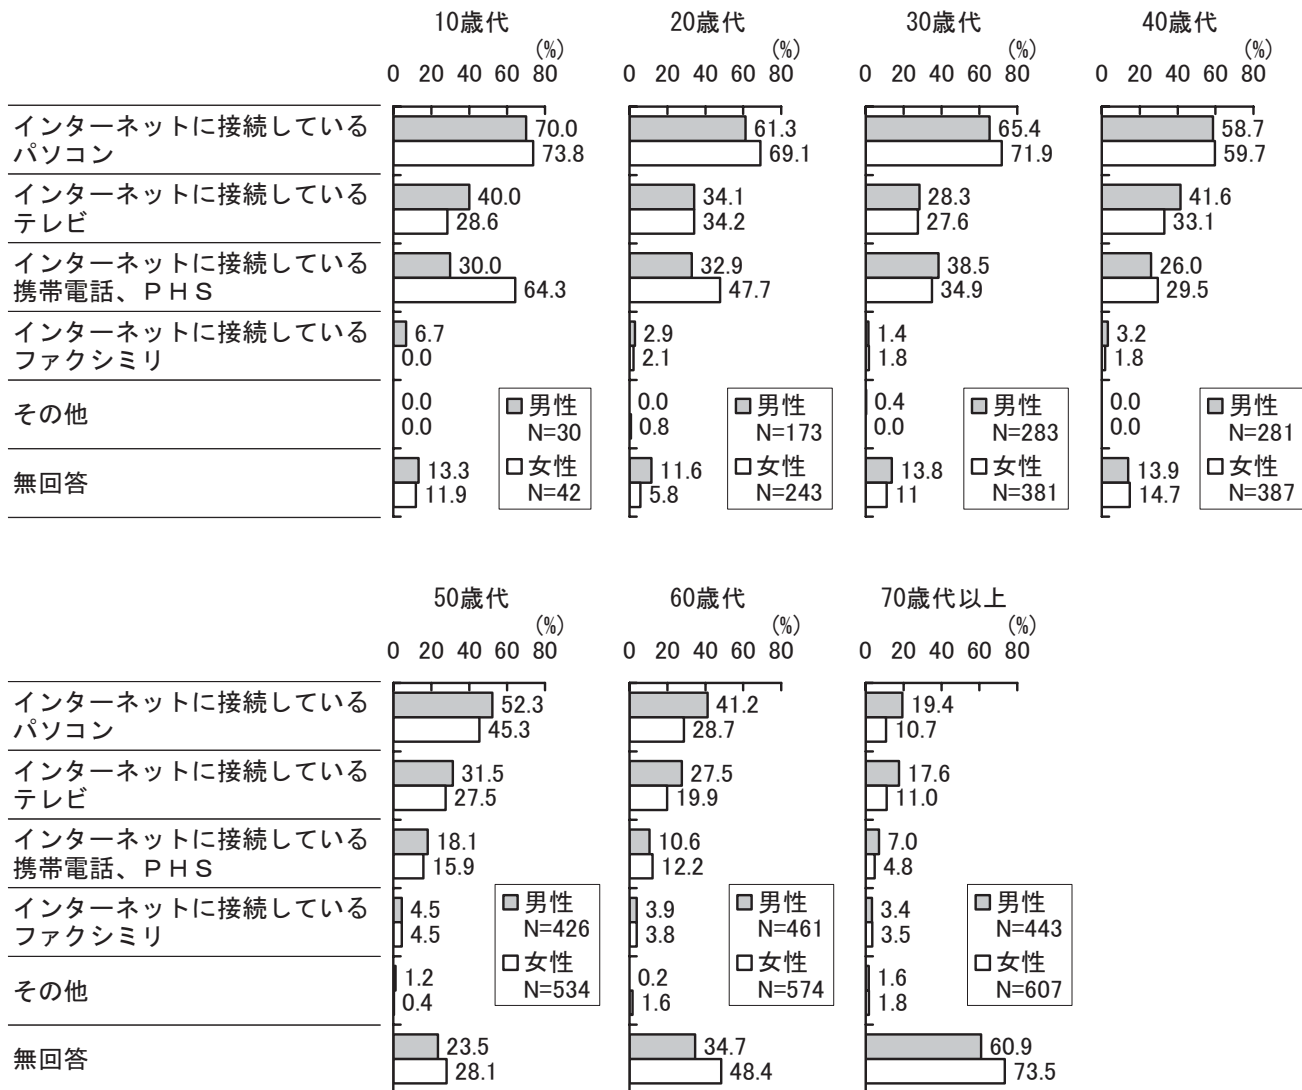 10歳代 20歳代 30歳代 40歳代
(%) (%) (%) (%)
0 20 40 60 80 0 20 40 60 80 0 20 40 60 80 0 20 40 60 80
インターネットに接続している
パソコン
70.0 61.3 65.4 58.7
73.8 69.1 71.9 59.7
インターネットに接続している
テレビ
40.0 34.1 28.3 41.6
28.6 34.2 27.6 33.1
インターネットに接続している
携帯電話、ＰＨＳ
30.0 32.9 38.5 26.0
64.3 47.7 34.9 29.5
インターネットに接続している
ファクシミリ
6.7 2.9 1.4 3.2
0.0 2.1 1.8 1.8
その他
0.0 0.0 0.4 0.0
0.0 0.8 0.0 0.0
無回答
13.3 11.6 13.8 13.9
11.9 5.8 11 14.7
男性 男性 男性 男性
N=30 N=173 N=283 N=281
女性 女性 女性 女性
N=42 N=243 N=381 N=387
50歳代 60歳代 70歳代以上
(%) (%) (%)
0 20 40 60 80 0 20 40 60 80 0 20 40 60 80
インターネットに接続している
パソコン
52.3 41.2 19.4
45.3 28.7 10.7
インターネットに接続している
テレビ
31.5 27.5 17.6
27.5 19.9 11.0
インターネットに接続している
携帯電話、ＰＨＳ
18.1 10.6 7.0
15.9 12.2 4.8
インターネットに接続している
ファクシミリ
4.5 3.9 3.4
4.5 3.8 3.5
その他
1.2 0.2 1.6
0.4 1.6 1.8
無回答
23.5 34.7 60.9
28.1 48.4 73.5
男性 男性 男性
N=426 N=461 N=443
女性 女性 女性
N=534 N=574 N=607